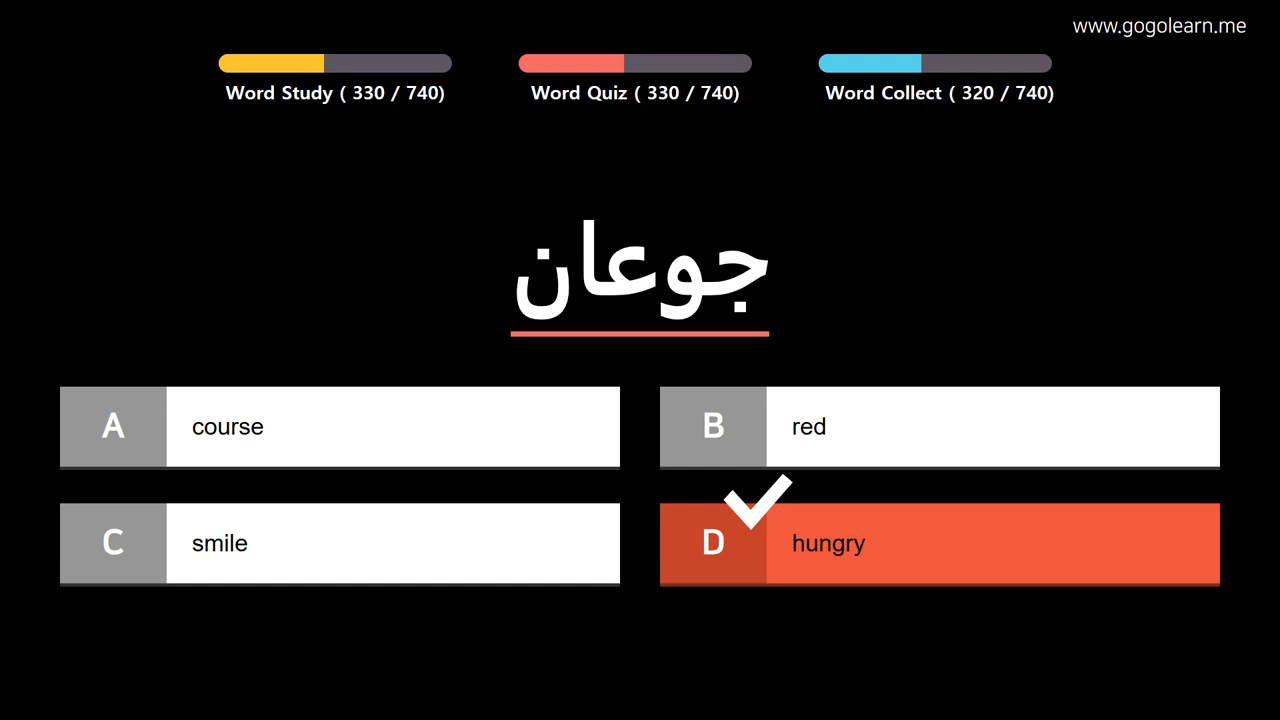 www.gogolearn.me
Word Study ( 330 / 740)
Word Quiz ( 330 / 740)
Word Collect ( 320 / 740)
جوعان
A course
B red
C smile
D hungry